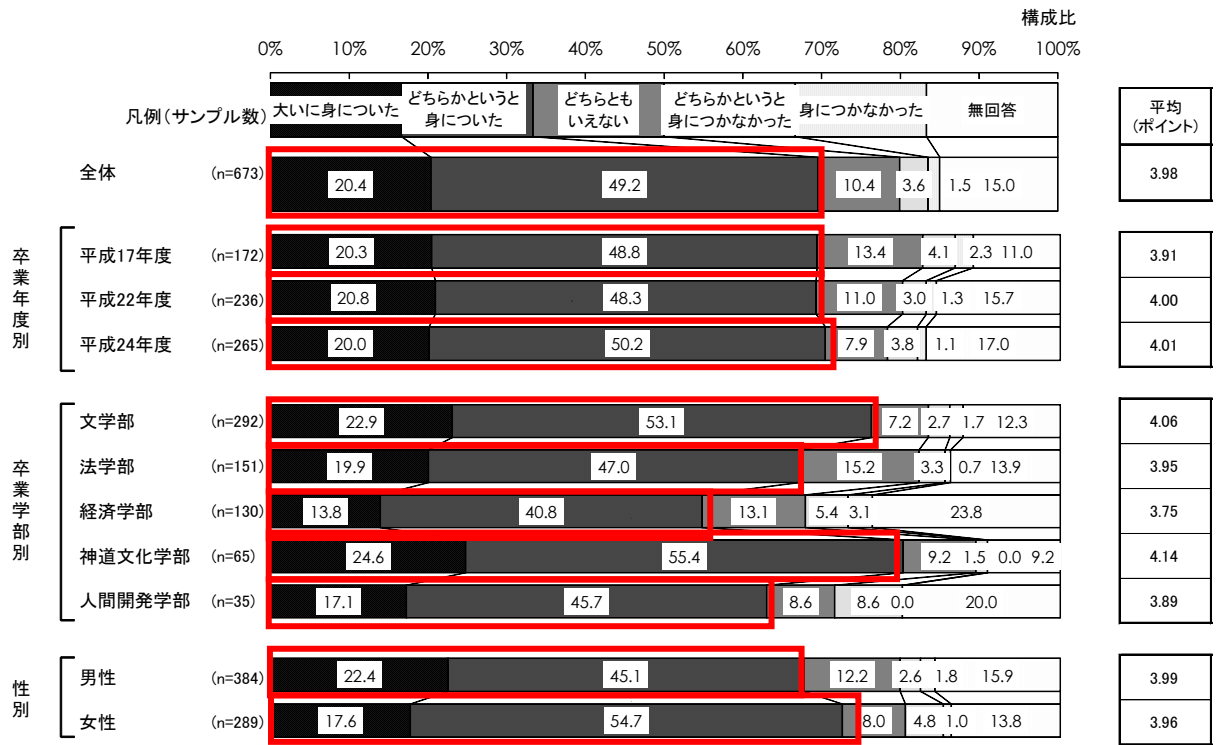 構成比
0% 10% 20% 30% 40% 50% 60% 70% 80% 90% 100%
凡例(サンプル数) 大いに身についた どちらかというと身についた どちらともいえない どちらかというと身につかなかった 身につかなかった 無回答 平均(ポイント)
全体 (n=673) 20.4 49.2 10.4 3.6 1.5 15.0 3.98
卒業年度別
平成17年度 (n=172) 20.3 48.8 13.4 4.1 2.3 11.0 3.91
平成22年度 (n=236) 20.8 48.3 11.0 3.0 1.3 15.7 4.00
平成24年度 (n=265) 20.0 50.2 7.9 3.8 1.1 17.0 4.01
卒業学部別
文学部 (n=292) 22.9 53.1 7.2 2.7 1.7 12.3 4.06
法学部 (n=151) 19.9 47.0 15.2 3.3 0.7 13.9 3.95
経済学部 (n=130) 13.8 40.8 13.1 5.4 3.1 23.8 3.75
神道文化学部 (n=65) 24.6 55.4 9.2 1.5 0.0 9.2 4.14
人間開発学部 (n=35) 17.1 45.7 8.6 8.6 0.0 20.0 3.89
性別
男性 (n=384) 22.4 45.1 12.2 2.6 1.8 15.9 3.99
女性 (n=289) 17.6 54.7 8.0 4.8 1.0 13.8 3.96